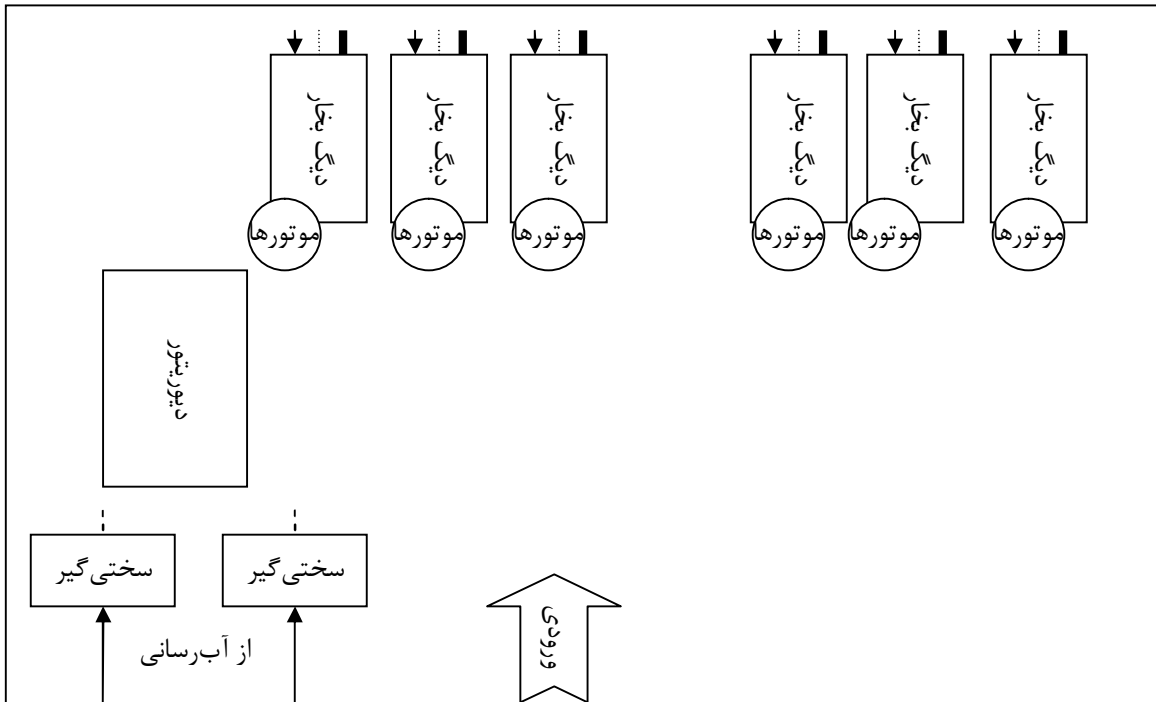 دیگ بخار
دیگ بخار
دیگ بخار
دیگ بخار
دیگ بخار
دیگ بخار
موتورها
موتورها
موتورها
موتورها
موتورها
موتورها
دیوریتور
سختی‌گیر
سختی‌گیر
ورودی
از آب‌رسانی